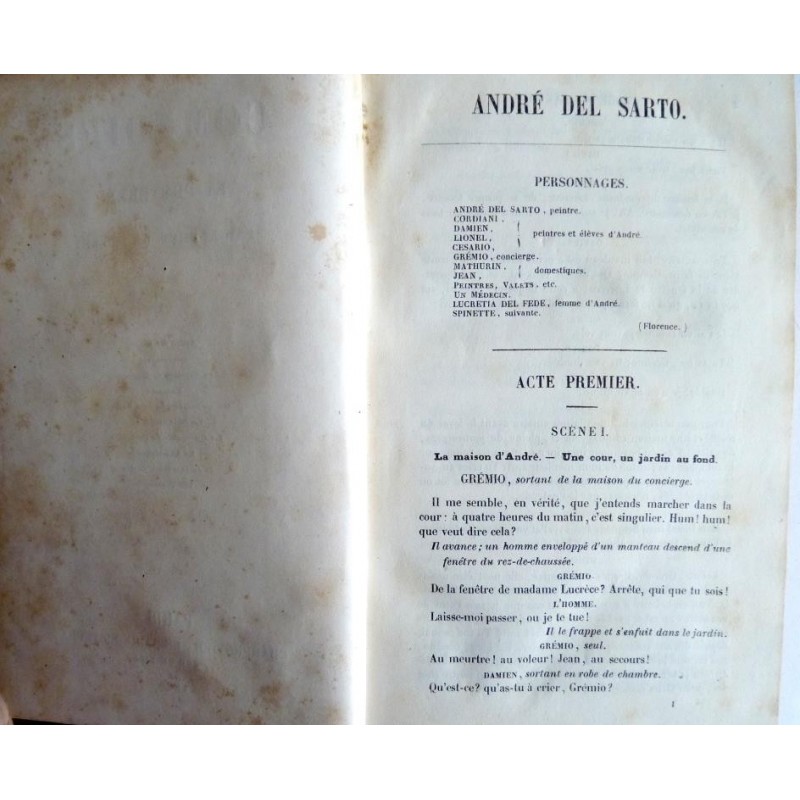 ANDRÉ DEL SARTO.
PERSONNAGES.
ANDRÉ DEL SARTO, peintre.
CORDIANI,
DAMIEN,
LIONEL,
CESARIO,
peintres et élèves d'André.
GRÉMIO, concierge.
MATHURIN,
JEAN,
domestiques.
PEINTRES, VALETS, etc.
UN MÉDECIN.
LUCRETIA DEL FEDE, femme d'André.
SPINETTE, suivante.
(Florence.)
ACTE PREMIER.
SCÈNE I.
La maison d'André. — Une cour, un jardin au fond.
GRÉMIO, sortant de la maison du concierge.
Il me semble, en vérité, que j'entends marcher dans la
cour: à quatre heures du matin, c'est singulier. Hum! hum!
que veut dire cela?
Il avance; un homme enveloppé d'un manteau descend d'une
fenêtre du rez-de-chaussée.
GRÉMIO
De la fenêtre de madame Lucrèce? Arrête, qui que tu sois!
L'HOMME.
Laisse-moi passer, ou je te tue!
Il le frappe et s'enfuit dans le jardin.
GRÉMIO, seul.
Au meurtre! au voleur! Jean, au secours!
DAMIEN, sortant en robe de chambre.
Qu'est-ce? qu'as-tu à crier, Grémio?
1